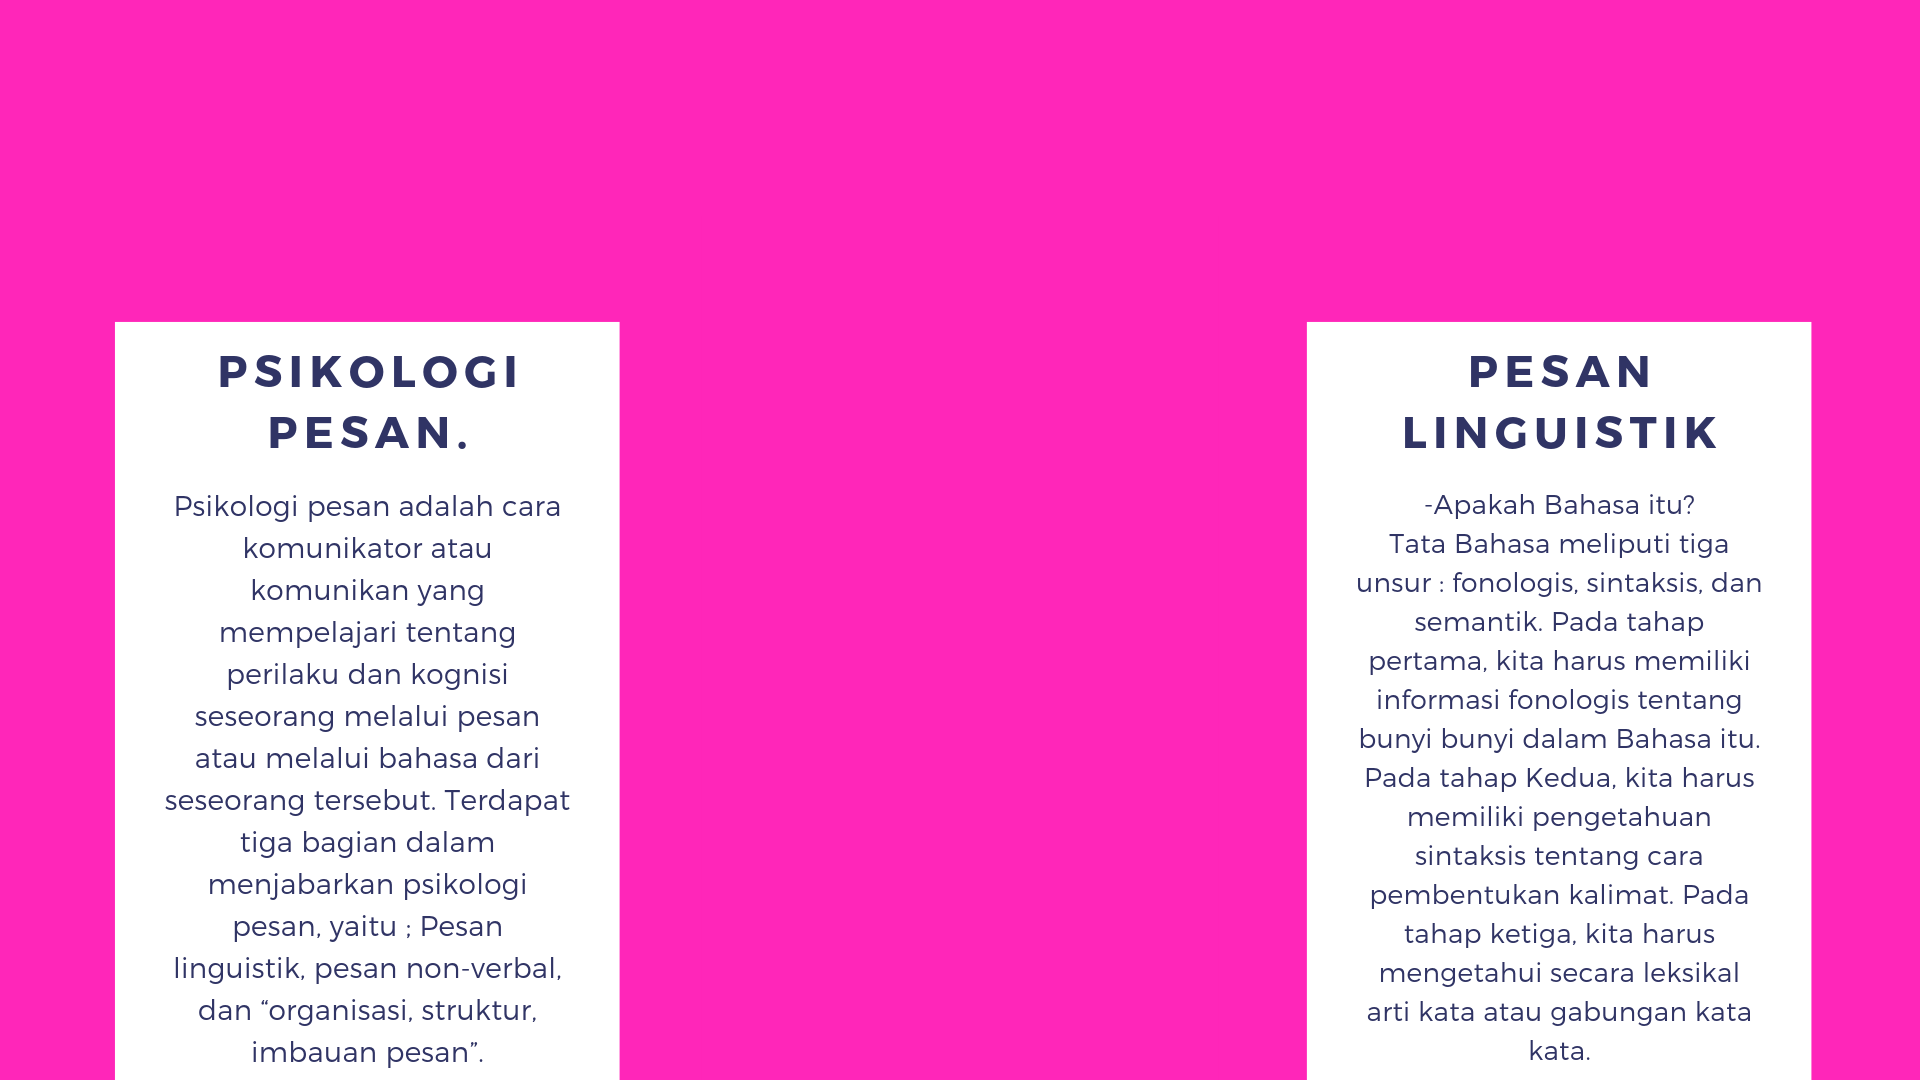 PSIKOLOGI
PESAN.
Psikologi pesan adalah cara
komunikator atau
komunikan yang
mempelajari tentang
perilaku dan kognisi
seseorang melalui pesan
atau melalui bahasa dari
seseorang tersebut. Terdapat
tiga bagian dalam
menjabarkan psikologi
pesan, yaitu ; Pesan
linguistik, pesan non-verbal,
dan “organisasi, struktur,
imbauan pesan”.
PESAN
LINGUISTIK
-Apakah Bahasa itu?
Tata Bahasa meliputi tiga
unsur : fonologis, sintaksis, dan
semantik. Pada tahap
pertama, kita harus memiliki
informasi fonologis tentang
bunyi bunyi dalam Bahasa itu.
Pada tahap Kedua, kita harus
memiliki pengetahuan
sintaksis tentang cara
pembentukan kalimat. Pada
tahap ketiga, kita harus
mengetahui secara leksikal
arti kata atau gabungan kata
kata.